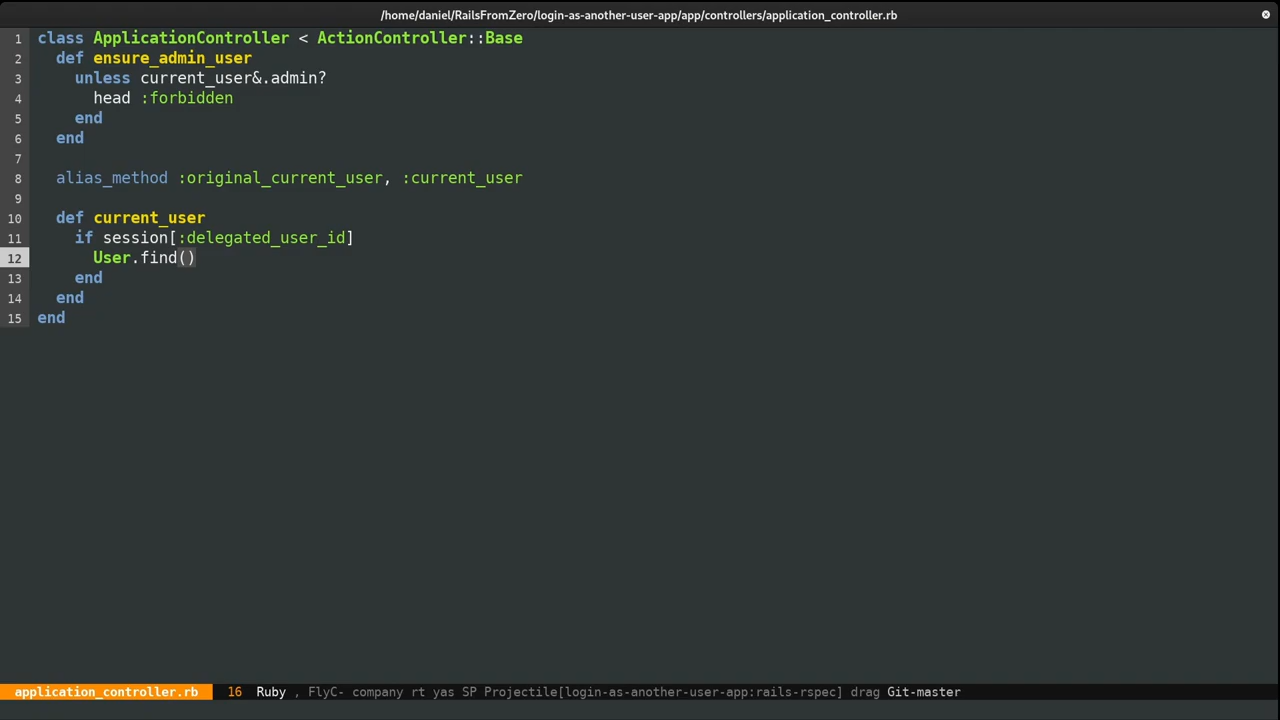 /home/daniel/RailsFromZero/login-as-another-user-app/app/controllers/application_controller.rb
1 class ApplicationController < ActionController::Base
2   def ensure_admin_user
3     unless current_user&.admin?
4       head :forbidden
5     end
6   end
7
8   alias_method :original_current_user, :current_user
9
10   def current_user
11     if session[:delegated_user_id]
12       User.find()
13     end
14   end
15 end
application_controller.rb 16 Ruby , FlyC- company rt yas SP Projectile[login-as-another-user-app:rails-rspec] drag Git-master